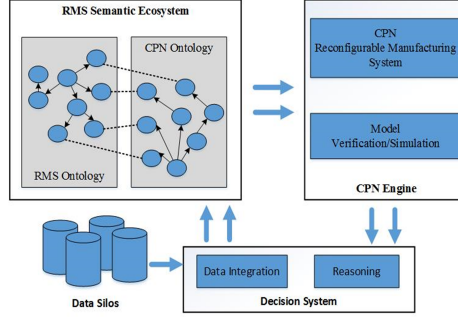 RMS Semantic Ecosystem
CPN Ontology
RMS Ontology
CPN
Reconfigurable Manufacturing
System
Model
Verification/Simulation
CPN Engine
Data Silos
Data Integration
Reasoning
Decision System